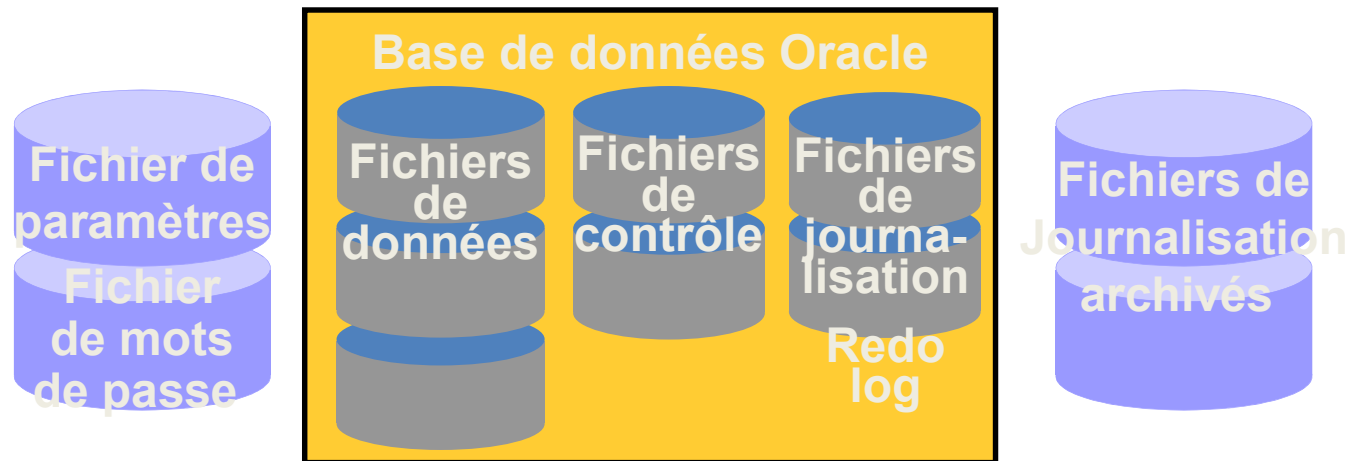 Base de données Oracle
Fichier de
paramètres
Fichier
de mots
de passe
Fichiers
de
données
Fichiers
de
contrôle
Fichiers
de
journa-
lisation
Redo
log
Fichiers de
Journalisation
archivés